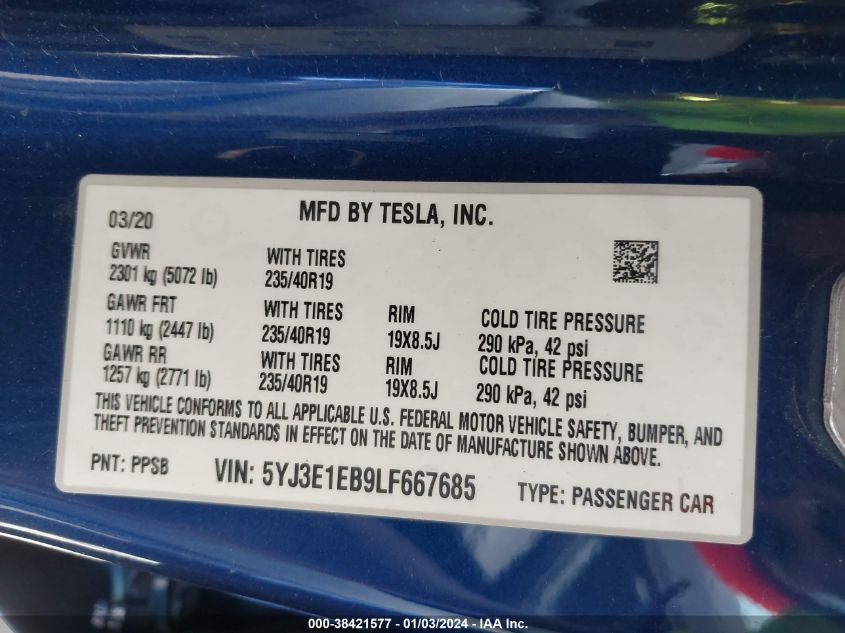 MFD BY TESLA, INC.
03/20
GVWR
2301 kg (5072 lb)
WITH TIRES
235/40R19
GAWR FRT
1110 kg (2447 lb)
WITH TIRES
235/40R19
RIM
19X8.5J
COLD TIRE PRESSURE
290 kPa, 42 psi
GAWR RR
1257 kg (2771 lb)
WITH TIRES
235/40R19
RIM
19X8.5J
COLD TIRE PRESSURE
290 kPa, 42 psi
THIS VEHICLE CONFORMS TO ALL APPLICABLE U.S. FEDERAL MOTOR VEHICLE SAFETY, BUMPER, AND
THEFT PREVENTION STANDARDS IN EFFECT ON THE DATE OF MANUFACTURE SHOWN ABOVE.
PNT: PPSB
VIN: 5YJ3E1EB9LF667685
TYPE: PASSENGER CAR
000-38421577 - 01/03/2024 - IAA Inc.